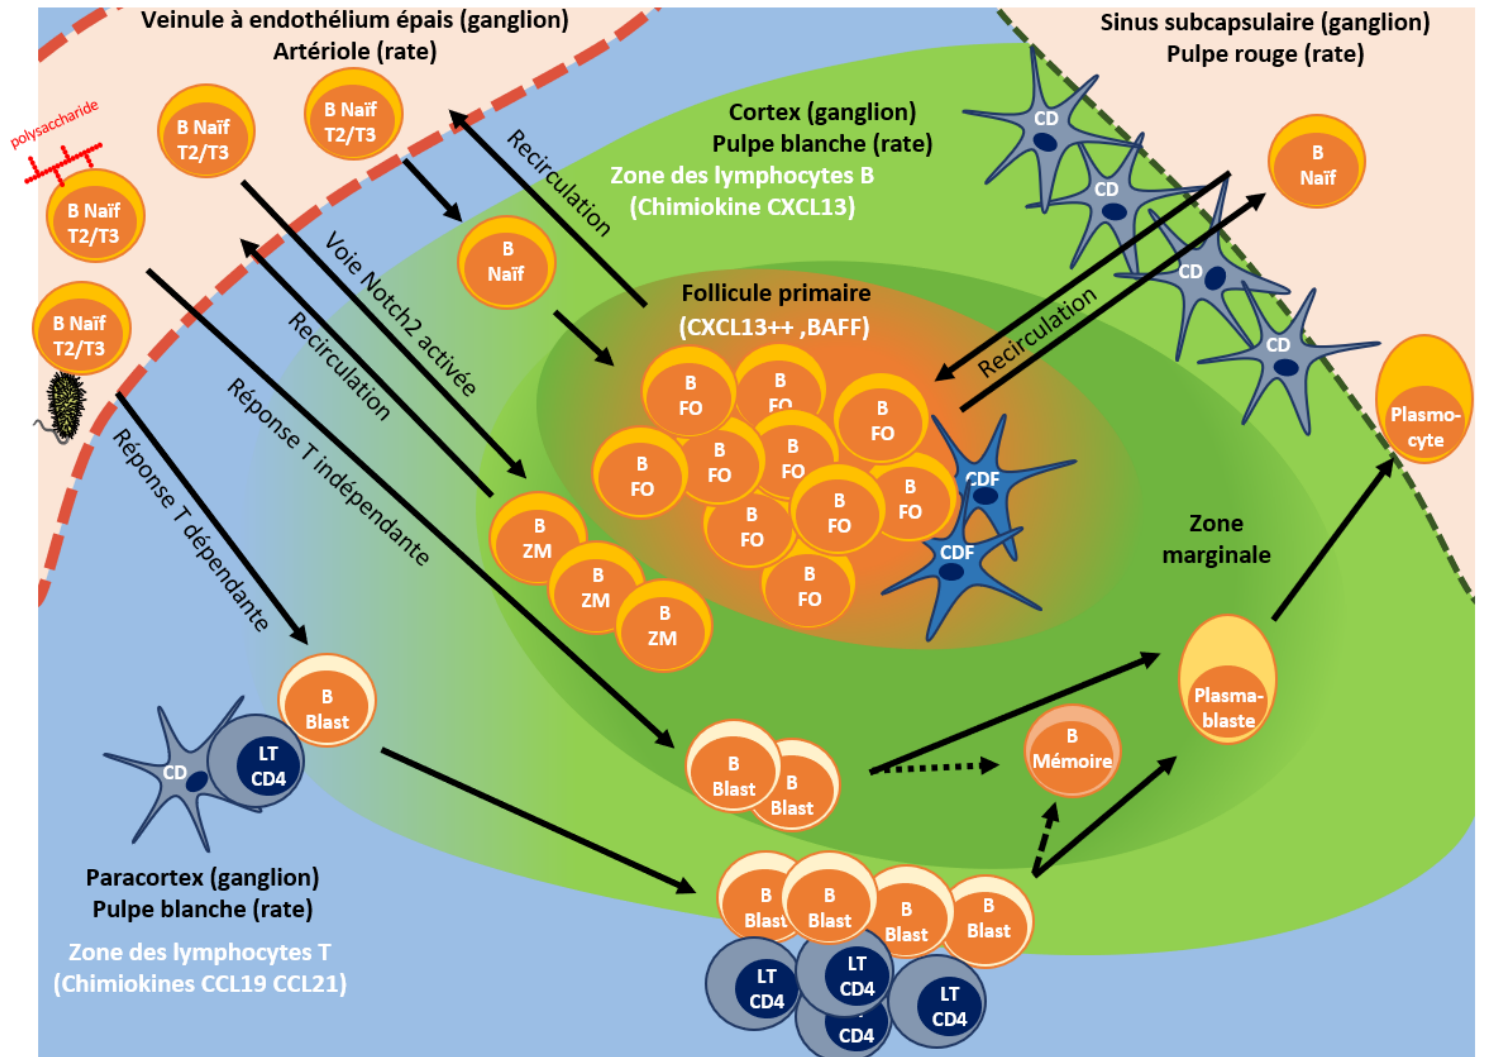 Veinule à endothélium épais (ganglion)
Artériole (rate)
Sinus subcapsulaire (ganglion)
Pulpe rouge (rate)
polysaccharide
B Naïf
T2/T3
B Naïf
T2/T3
B Naïf
T2/T3
B Naïf
T2/T3
Recirculation
Voie Notch2 activée
Recirculation
Réponse T indépendante
Réponse T dépendante
B
Naïf
Cortex (ganglion)
Pulpe blanche (rate)
Zone des lymphocytes B
(Chimiokine CXCL13)
CD
CD
CD
CD
B
Naïf
Recirculation
Follicule primaire
(CXCL13++ ,BAFF)
B
FO
B
FO
B
FO
B
FO
B
FO
B
FO
B
FO
B
FO
B
FO
B
FO
CDF
CDF
B
ZM
B
ZM
B
ZM
Zone
marginale
Plasmo-
cyte
Plasma-
blaste
B
Mémoire
B
Blast
B
Blast
B
Blast
LT
CD4
CD
Paracortex (ganglion)
Pulpe blanche (rate)
Zone des lymphocytes T
(Chimiokines CCL19 CCL21)
B
Blast
B
Blast
B
Blast
B
Blast
LT
CD4
LT
CD4
LT
CD4
CD4